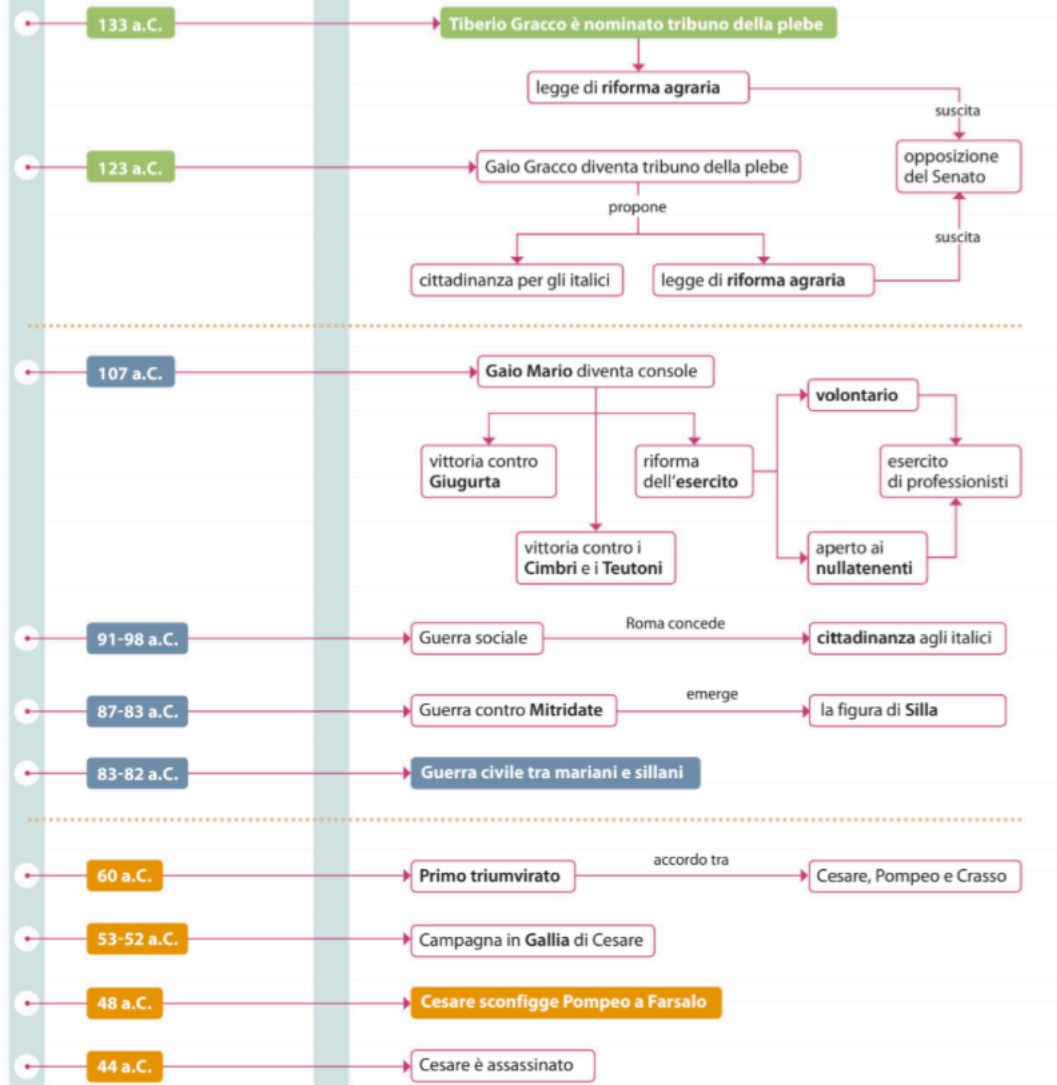 133 a.C.
Tiberio Gracco è nominato tribuno della plebe
legge di riforma agraria
suscita
opposizione
del Senato
123 a.C.
Gaio Gracco diventa tribuno della plebe
propone
suscita
cittadinanza per gli italici
legge di riforma agraria
107 a.C.
Gaio Mario diventa console
volontario
vittoria contro
Giugurta
riforma
dell'esercito
esercito
di professionisti
vittoria contro i
Cimbri e i Teutoni
aperto ai
nullatenenti
91-98 a.C.
Guerra sociale
Roma concede
cittadinanza agli italici
87-83 a.C.
Guerra contro Mitridate
emerge
la figura di Silla
83-82 a.C.
Guerra civile tra mariani e sillani
60 a.C.
Primo triumvirato
accordo tra
Cesare, Pompeo e Crasso
53-52 a.C.
Campagna in Gallia di Cesare
48 a.C.
Cesare sconfigge Pompeo a Farsalo
44 a.C.
Cesare è assassinato